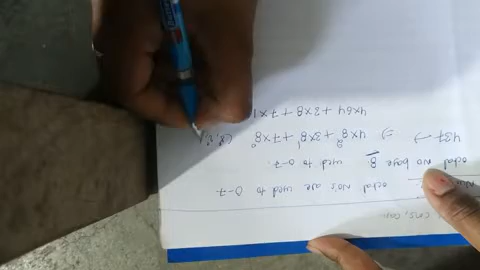 octal no's are used to 0-7
octal no base 8 used to 0-7.
437 → ⇒ 4×8² + 3×8¹ + 7×8⁰
4×64 + 3×8 + 7×1